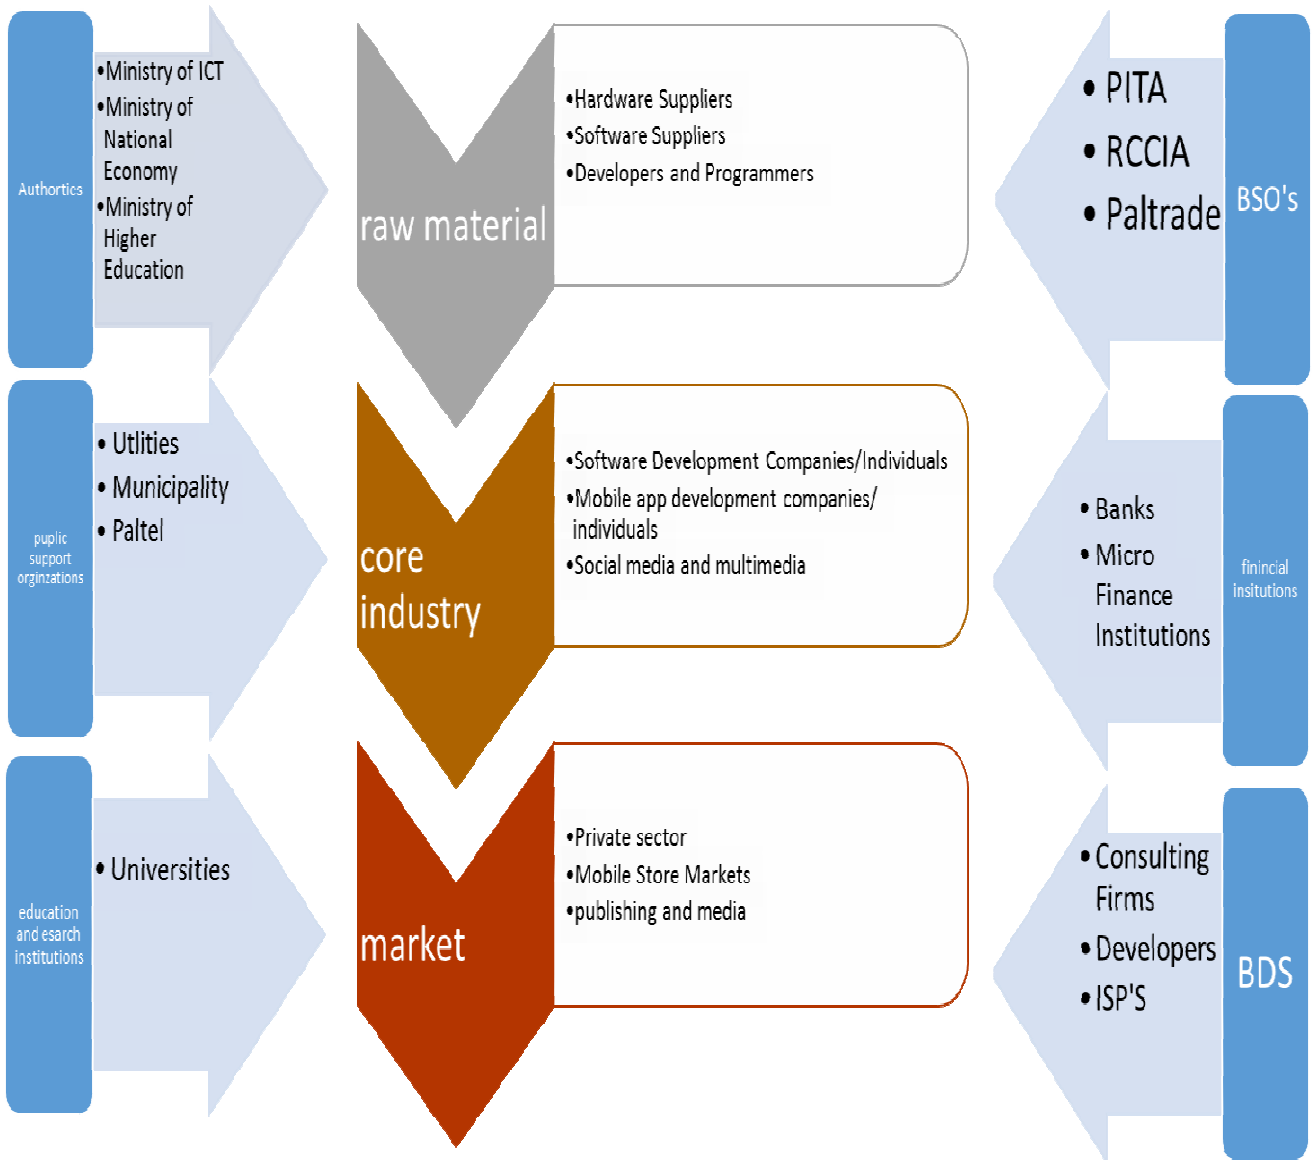 Authortics
•Ministry of ICT
•Ministry of
National
Economy
•Ministry of
Higher
Education
raw material
•Hardware Suppliers
•Software Suppliers
•Developers and Programmers
• PITA
• RCCIA
• Paltrade
BSO's
puplic
support
orginzations
• Utlities
• Municipality
• Paltel
core
industry
•Software Development Companies/Individuals
•Mobile app development companies/
individuals
•Social media and multimedia
• Banks
• Micro
Finance
Institutions
finincial
insitutions
education
and esarch
institutions
• Universities
market
•Private sector
•Mobile Store Markets
•publishing and media
•Consulting
Firms
•Developers
•ISP'S
BDS